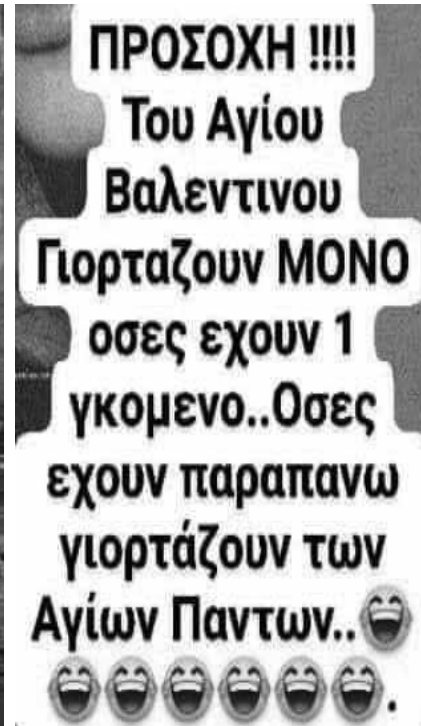 ΠΡΟΣΟΧΗ !!!!
Του Αγίου
Βαλεντινου
Γιορταζουν ΜΟΝΟ
οσες εχουν 1
γκομενο..Οσες
εχουν παραπανω
γιορτάζουν των
Αγίων Παντων..😂
😂😂😂😂😂😂.